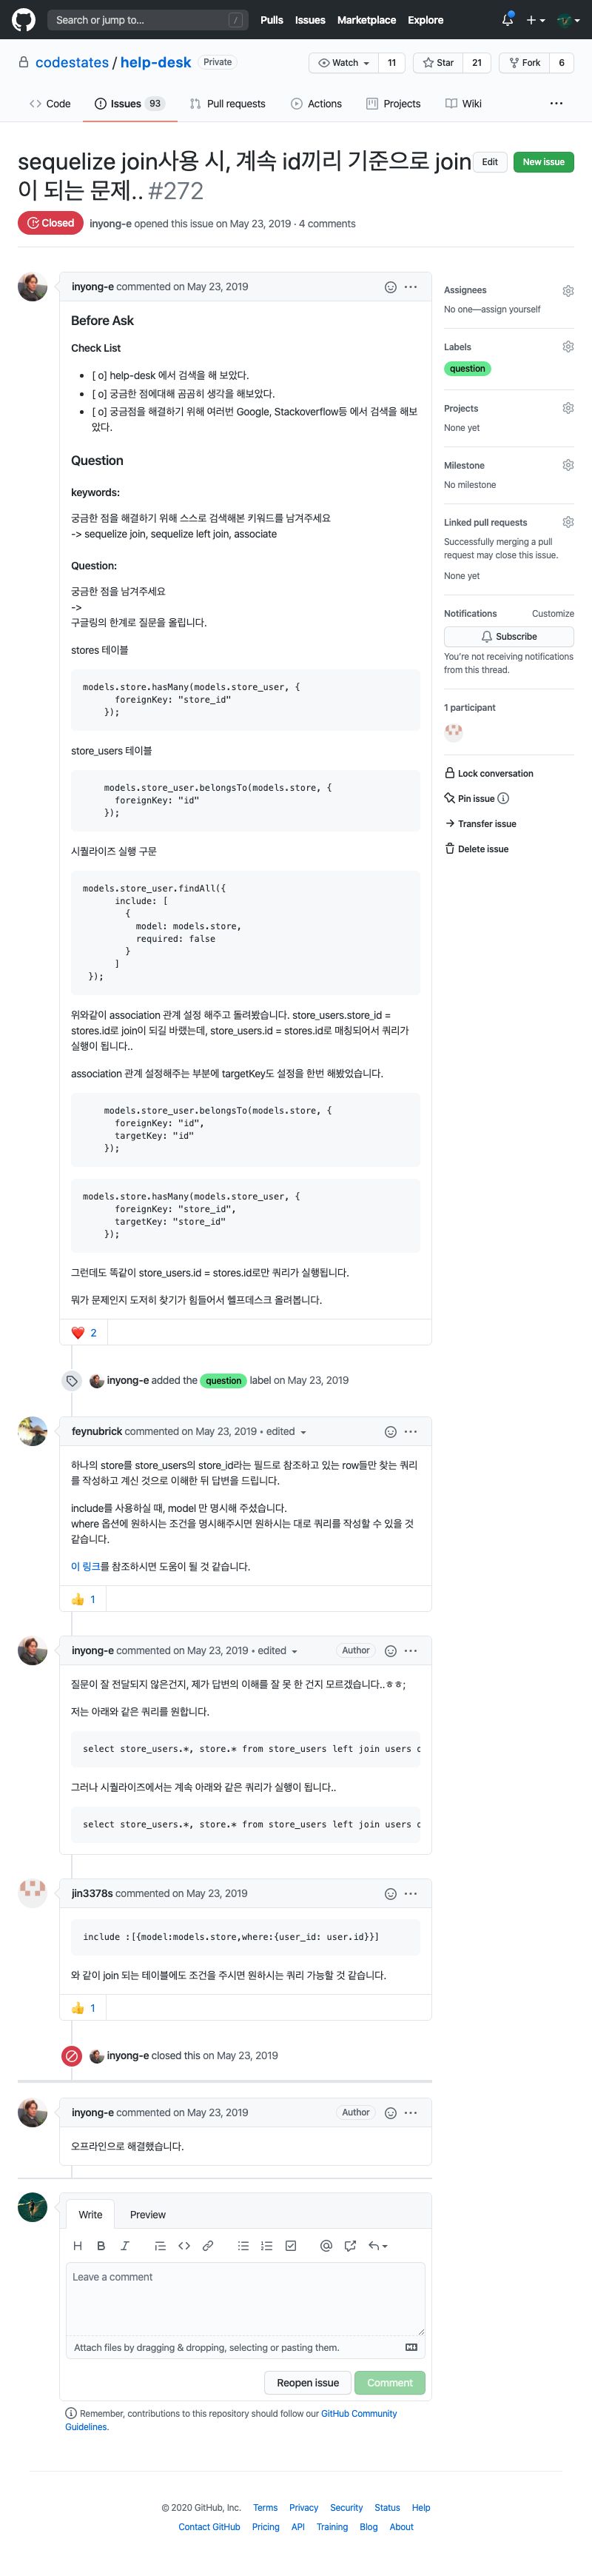 Search or jump to... /
Pulls Issues Marketplace Explore
codestates / help-desk Private
Watch 11 Star 21 Fork 6
Code Issues 93 Pull requests Actions Projects Wiki ...
sequelize join사용 시, 계속 id끼리 기준으로 join
이 되는 문제.. #272
Edit New issue
Closed inyong-e opened this issue on May 23, 2019 · 4 comments
inyong-e commented on May 23, 2019
Before Ask
Check List
• [ o] help-desk 에서 검색을 해 보았다.
• [ o] 궁금한 점에대해 곰곰히 생각을 해보았다.
• [ o] 궁금점을 해결하기 위해 여러번 Google, Stackoverflow등 에서 검색을 해보
았다.
Question
keywords:
궁금한 점을 해결하기 위해 스스로 검색해본 키워드를 남겨주세요
-> sequelize join, sequelize left join, associate
Question:
궁금한 점을 남겨주세요
->
구글링의 한계로 질문을 올립니다.
stores 테이블
models.store.hasMany(models.store_user, {
foreignKey: "store_id"
});
store_users 테이블
models.store_user.belongsTo(models.store, {
foreignKey: "id"
});
시퀄라이즈 실행 구문
models.store_user.findAll({
include: [
{
model: models.store,
required: false
}
]
});
위와같이 association 관계 설정 해주고 돌려봤습니다. store_users.store_id =
stores.id로 join이 되길 바랬는데, store_users.id = stores.id로 매칭되어서 쿼리가
실행이 됩니다..
association 관계 설정해주는 부분에 targetKey도 설정을 한번 해봤었습니다.
models.store_user.belongsTo(models.store, {
foreignKey: "id",
targetKey: "id"
});
models.store.hasMany(models.store_user, {
foreignKey: "store_id",
targetKey: "store_id"
});
그런데도 똑같이 store_users.id = stores.id로만 쿼리가 실행됩니다.
뭐가 문제인지 도저히 찾기가 힘들어서 헬프데스크 올려봅니다.
❤️ 2
inyong-e added the question label on May 23, 2019
feynubrick commented on May 23, 2019 • edited
하나의 store를 store_users의 store_id라는 필드로 참조하고 있는 row들만 찾는 쿼리
를 작성하고 계신 것으로 이해한 뒤 답변을 드립니다.
include를 사용하실 때, model 만 명시해 주셨습니다.
where 옵션에 원하시는 조건을 명시해주시면 원하시는 대로 쿼리를 작성할 수 있을 것
같습니다.
이 링크를 참조하시면 도움이 될 것 같습니다.
👍 1
inyong-e commented on May 23, 2019 • edited Author
질문이 잘 전달되지 않은건지, 제가 답변의 이해를 잘 못 한 건지 모르겠습니다..ㅎㅎ;
저는 아래와 같은 쿼리를 원합니다.
select store_users.*, store.* from store_users left join users o
그러나 시퀄라이즈에서는 계속 아래와 같은 쿼리가 실행이 됩니다..
select store_users.*, store.* from store_users left join users o
jin3378s commented on May 23, 2019
include :[{model:models.store,where:{user_id: user.id}}]
와 같이 join 되는 테이블에도 조건을 주시면 원하시는 쿼리 가능할 것 같습니다.
👍 1
inyong-e closed this on May 23, 2019
inyong-e commented on May 23, 2019 Author
오프라인으로 해결했습니다.
Write Preview
Leave a comment
Attach files by dragging & dropping, selecting or pasting them.
Reopen issue Comment
Remember, contributions to this repository should follow our GitHub Community
Guidelines.
Assignees
No one—assign yourself
Labels
question
Projects
None yet
Milestone
No milestone
Linked pull requests
Successfully merging a pull
request may close this issue.
None yet
Notifications Customize
Subscribe
You're not receiving notifications
from this thread.
1 participant
Lock conversation
Pin issue
Transfer issue
Delete issue
© 2020 GitHub, Inc. Terms Privacy Security Status Help
Contact GitHub Pricing API Training Blog About